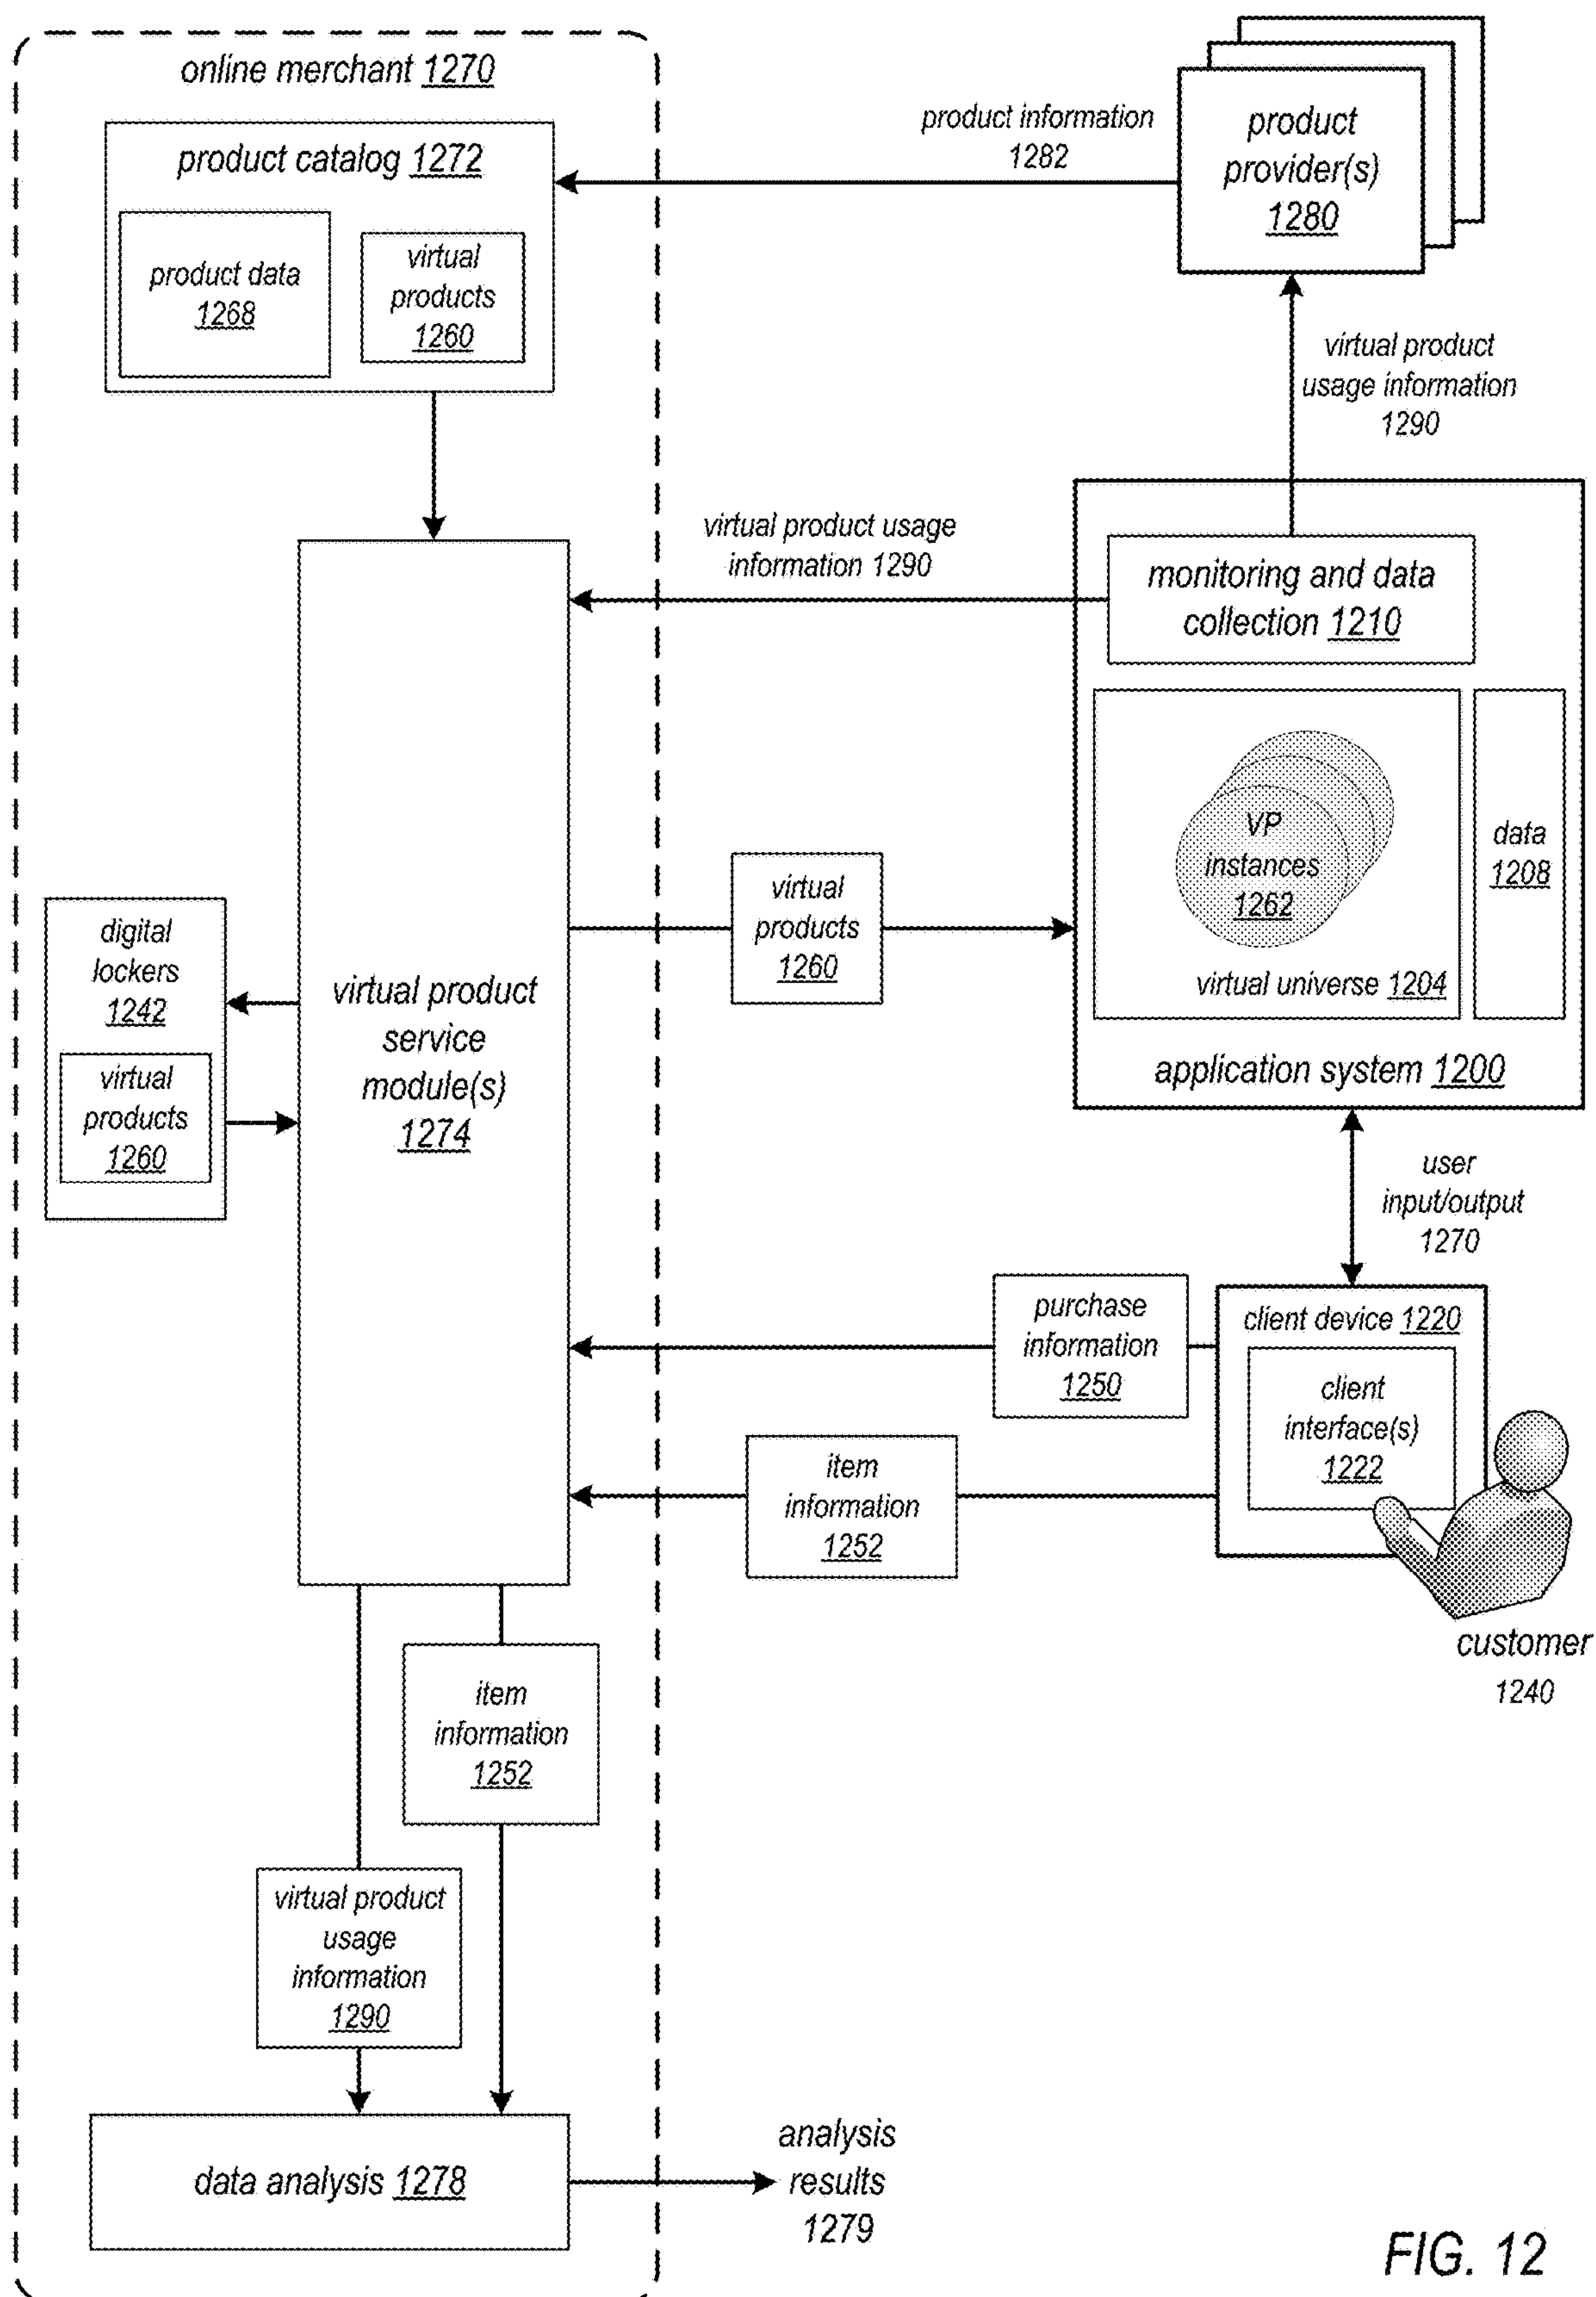 online merchant 1270
product catalog 1272
product data
1268
virtual
products
1260
product information
1282
product
provider(s)
1280
virtual product
usage information
1290
virtual product usage
information 1290
monitoring and data
collection 1210
VP
instances
1262
virtual universe 1204
data
1208
application system 1200
virtual
products
1260
digital
lockers
1242
virtual
products
1260
virtual product
service
module(s)
1274
user
input/output
1270
purchase
information
1250
client device 1220
client
interface(s)
1222
item
information
1252
customer
1240
item
information
1252
virtual product
usage
information
1290
data analysis 1278
analysis
results
1279
FIG. 12